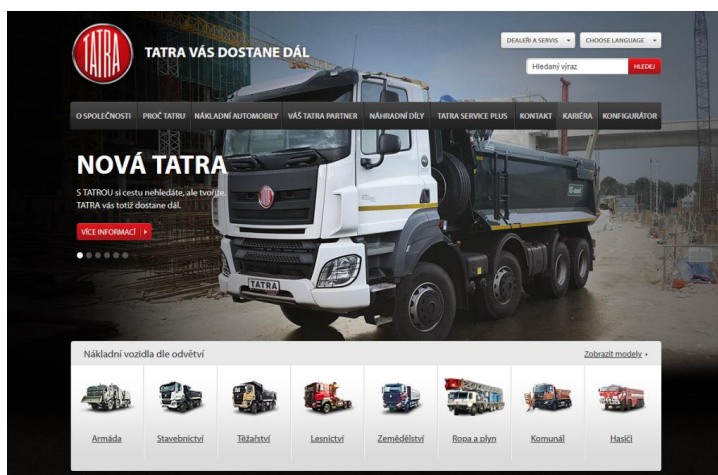 TATRA
TATRA VÁS DOSTANE DÁL
DEALEŘI A SERVIS
CHOOSE LANGUAGE
Hledaný výraz
HLEDEJ
O SPOLEČNOSTI
PROČ TATRU
NÁKLADNÍ AUTOMOBILY
VÁŠ TATRA PARTNER
NÁHRADNÍ DÍLY
TATRA SERVICE PLUS
KONTAKT
KARIÉRA
KONFIGURÁTOR
NOVÁ TATRA
S TATROU si cestu nehledáte, ale tvoříte.
TATRA vás totiž dostane dál.
VÍCE INFORMACÍ
TATRA
Nákladní vozidla dle odvětví
Zobrazit modely
Armáda
Stavebnictví
Těžařství
Lesnictví
Zemědělství
Ropa a plyn
Komunál
Hasiči